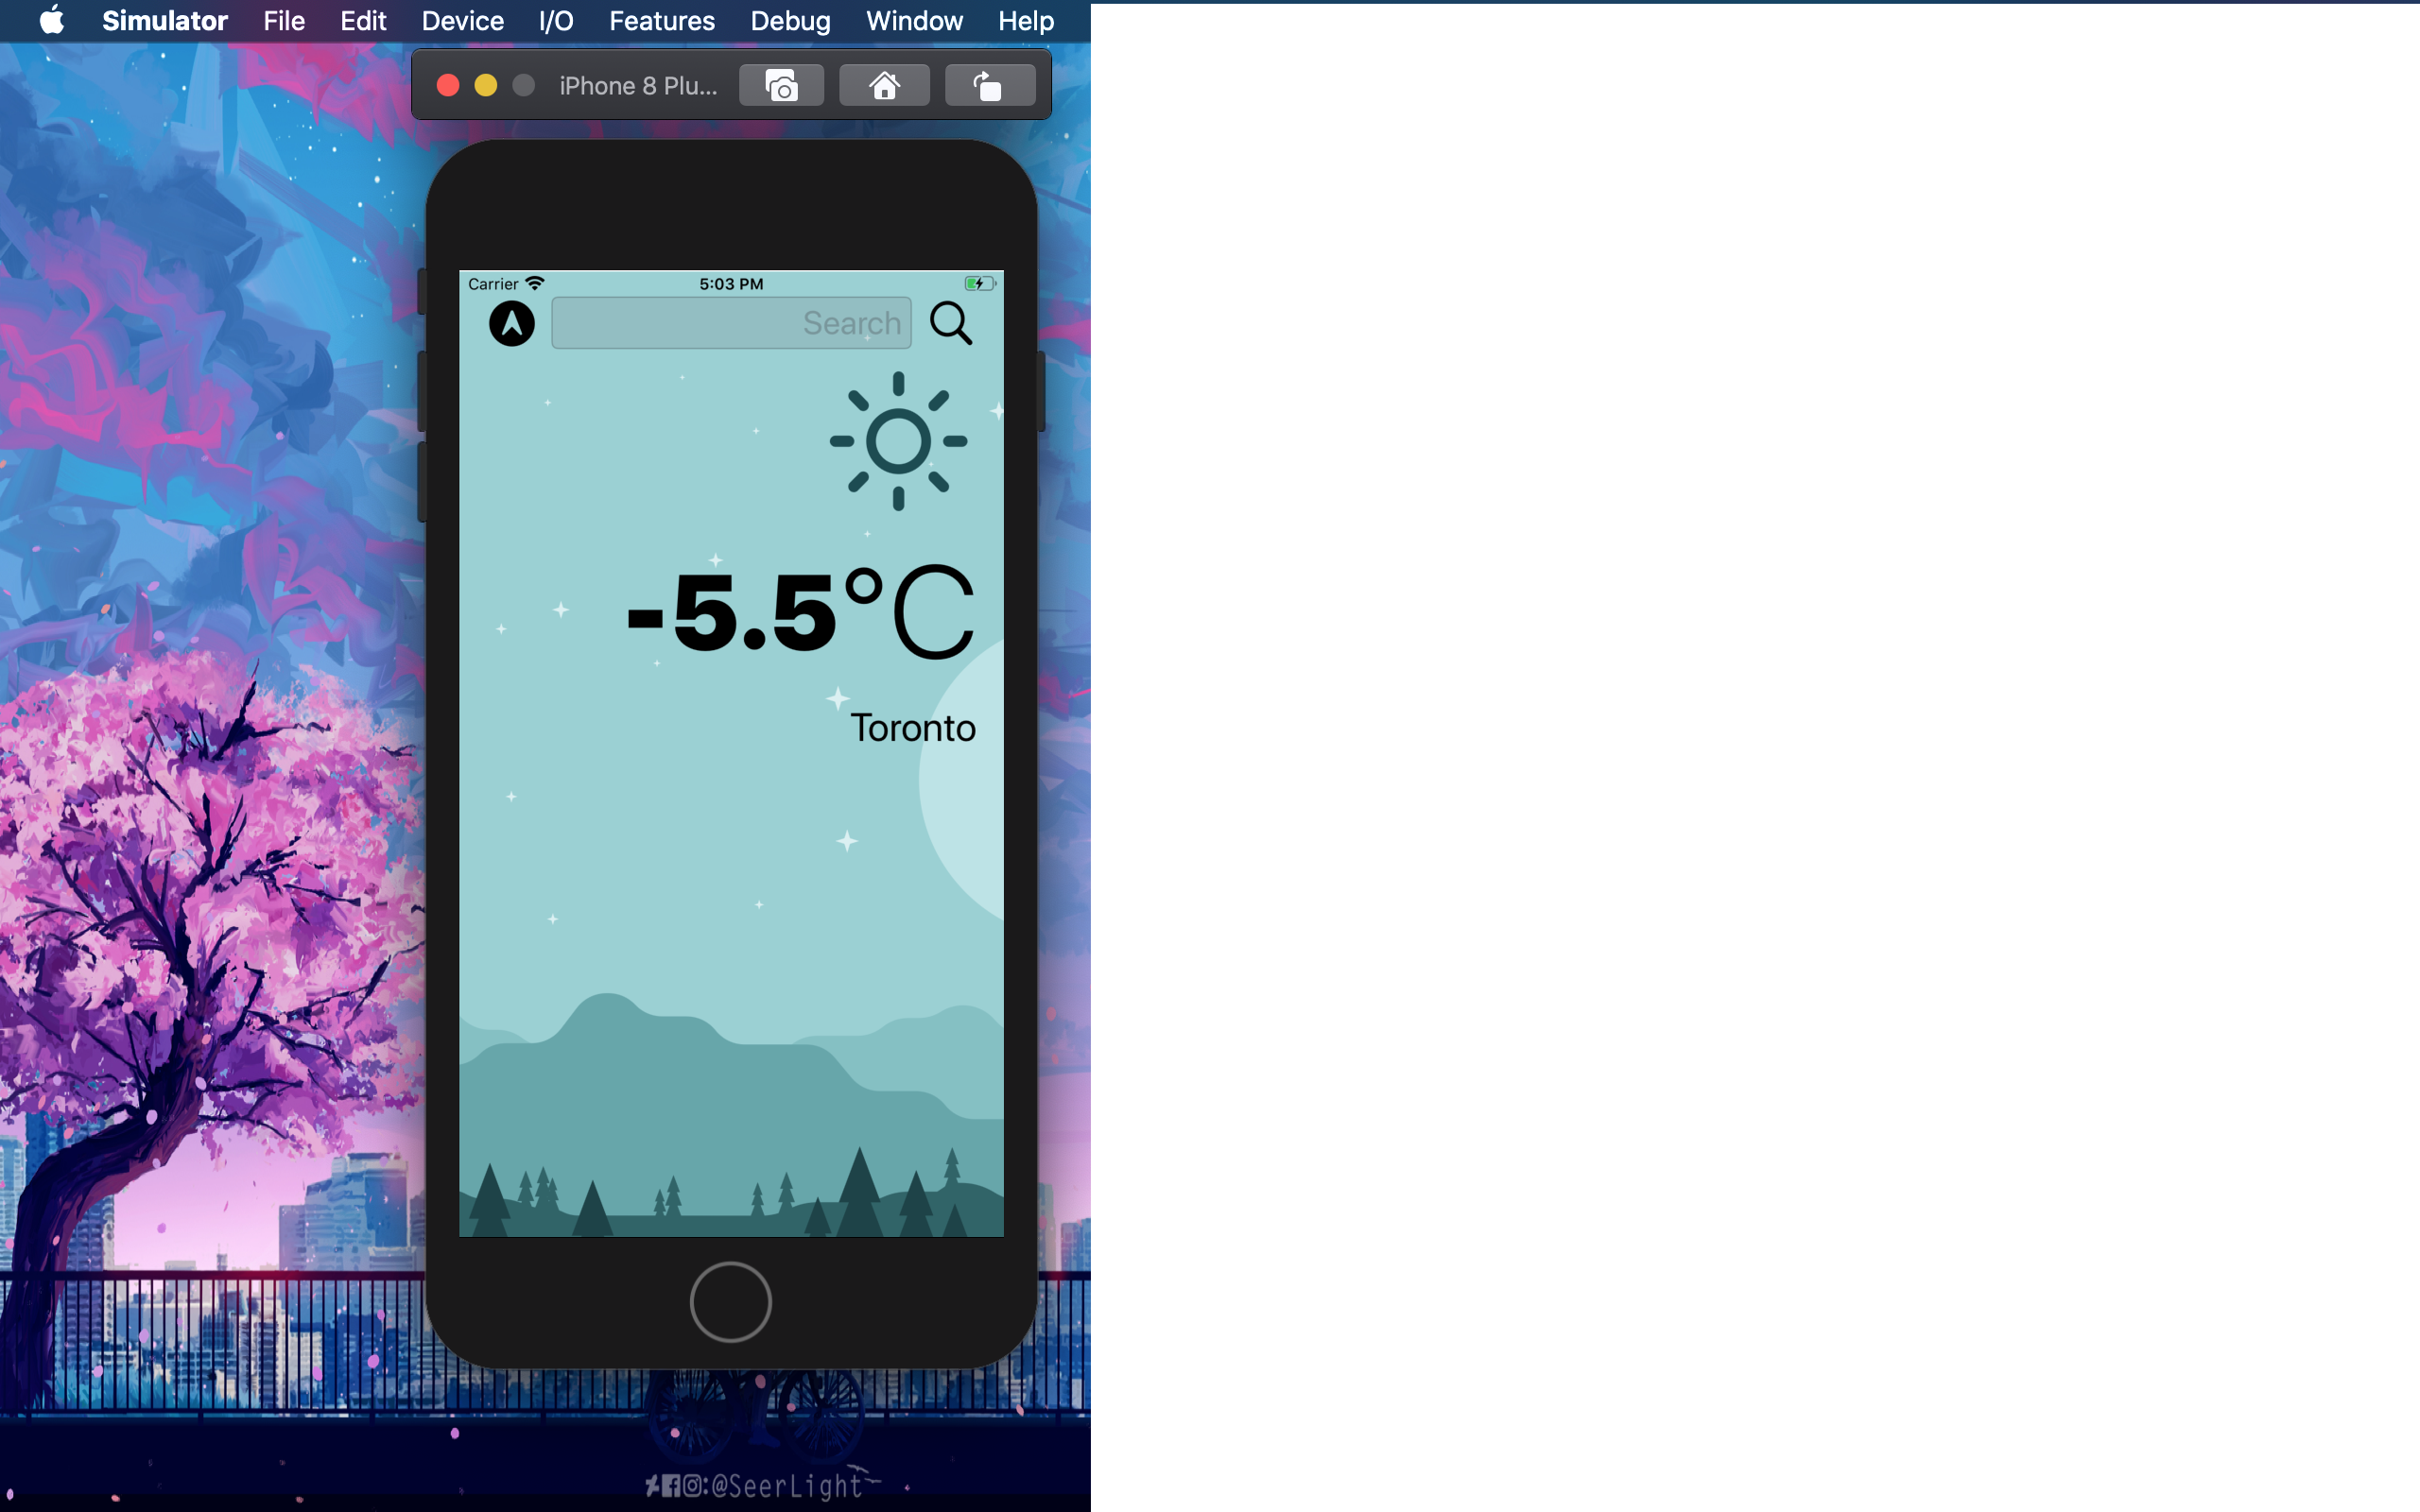 Simulator File Edit Device I/O Features Debug Window Help
iPhone 8 Plu...
Carrier 5:03 PM
Search
-5.5°C
Toronto
:@SeerLight